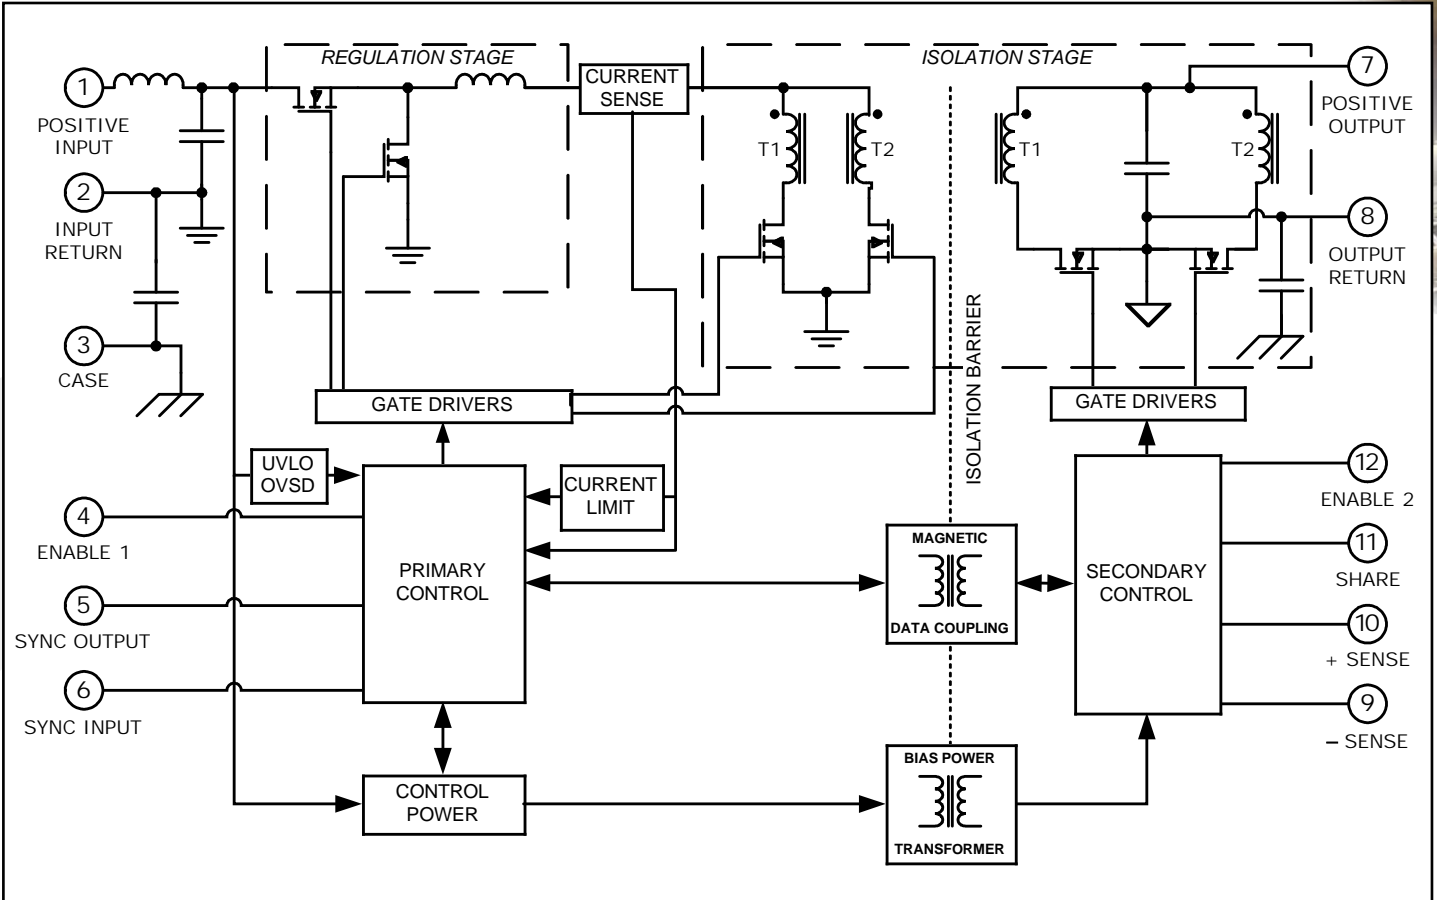 REGULATION STAGE
ISOLATION STAGE
1
POSITIVE
INPUT
2
INPUT
RETURN
3
CASE
CURRENT
SENSE
T1
T2
T1
T2
7
POSITIVE
OUTPUT
8
OUTPUT
RETURN
ISOLATION BARRIER
GATE DRIVERS
GATE DRIVERS
UVLO
OVSD
CURRENT
LIMIT
4
ENABLE 1
5
SYNC OUTPUT
6
SYNC INPUT
PRIMARY
CONTROL
MAGNETIC
DATA COUPLING
SECONDARY
CONTROL
12
ENABLE 2
11
SHARE
10
+ SENSE
9
– SENSE
CONTROL
POWER
BIAS POWER
TRANSFORMER